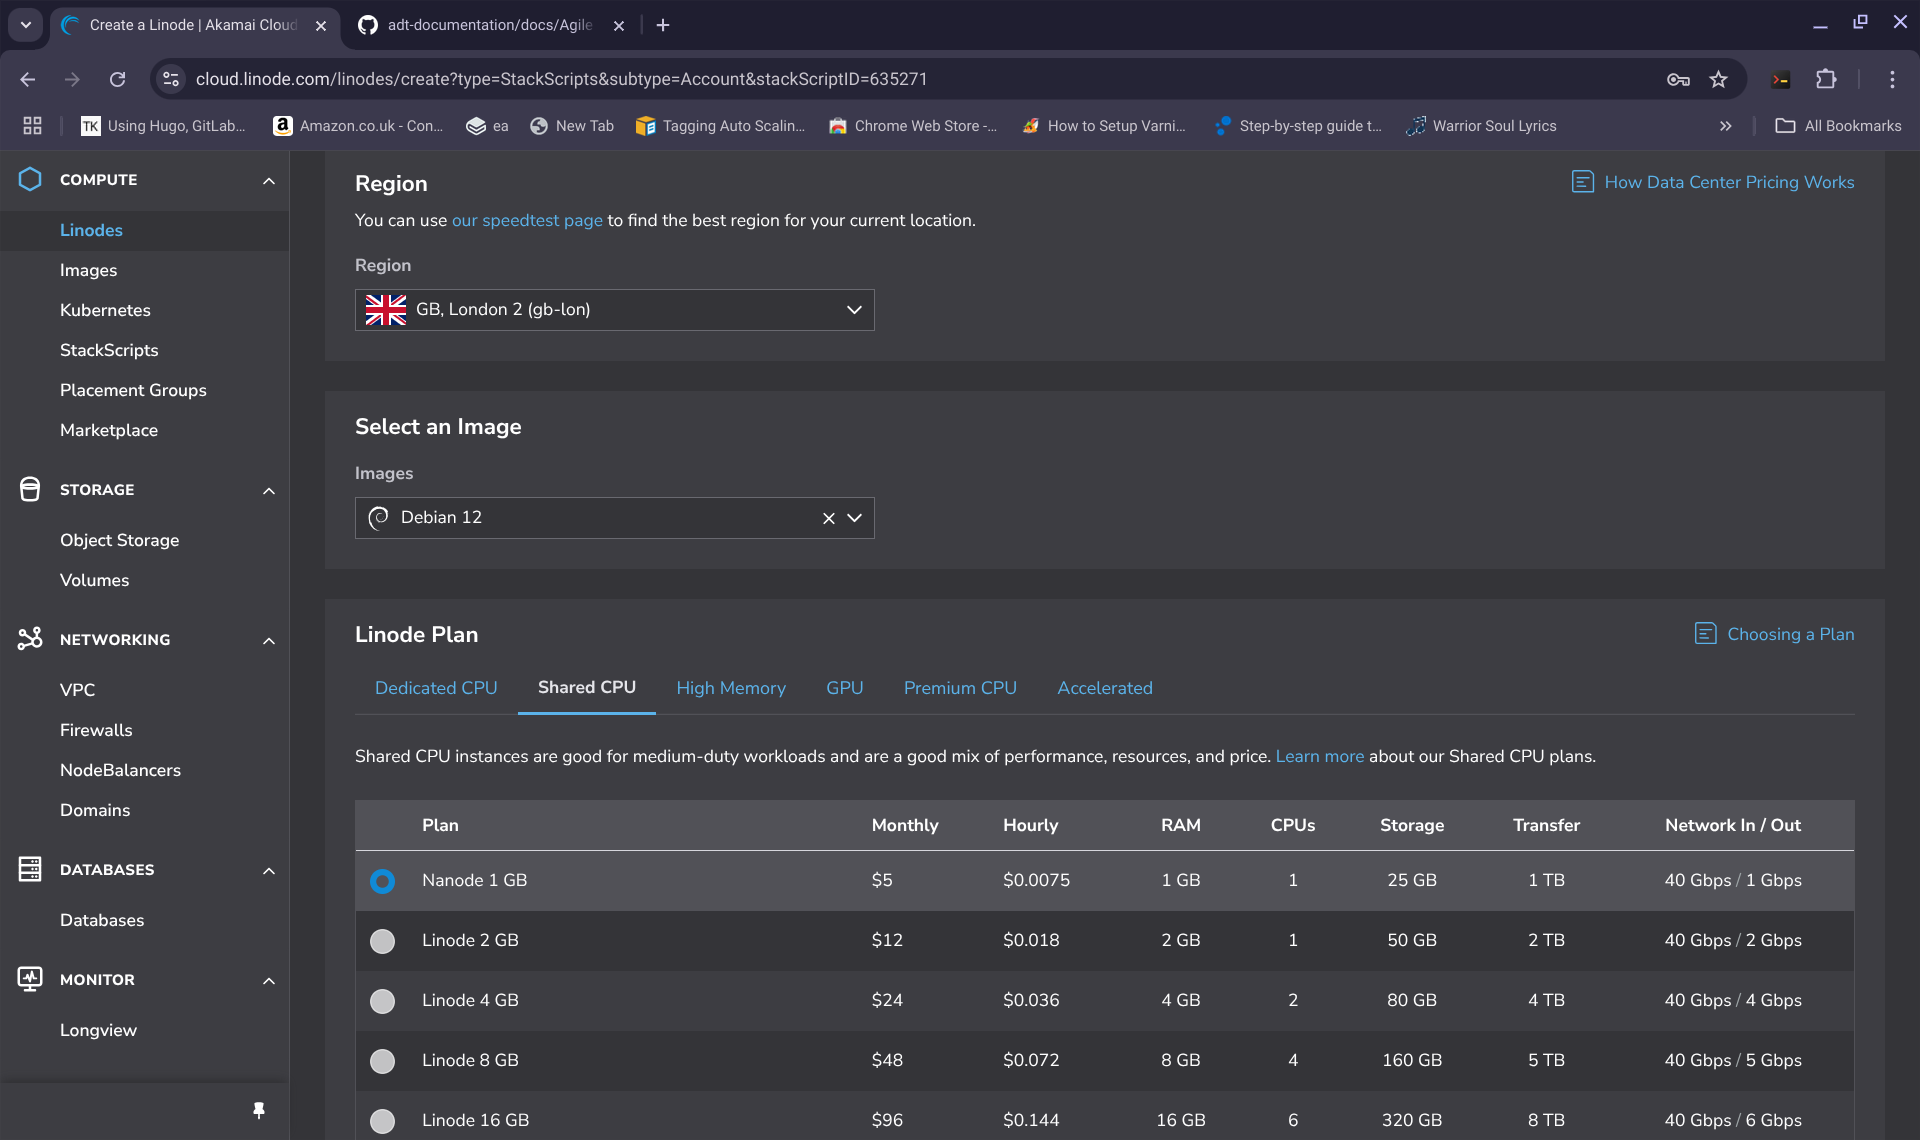 Create a Linode | Akamai Cloud
adt-documentation/docs/Agile
cloud.linode.com/linodes/create?type=StackScripts&subtype=Account&stackScriptID=635271
TK Using Hugo, GitLab...
Amazon.co.uk - Con...
ea
New Tab
Tagging Auto Scalin...
Chrome Web Store -...
How to Setup Varni...
Step-by-step guide t...
Warrior Soul Lyrics
All Bookmarks
COMPUTE
Linodes
Images
Kubernetes
StackScripts
Placement Groups
Marketplace
STORAGE
Object Storage
Volumes
NETWORKING
VPC
Firewalls
NodeBalancers
Domains
DATABASES
Databases
MONITOR
Longview
Region
How Data Center Pricing Works
You can use our speedtest page to find the best region for your current location.
Region
GB, London 2 (gb-lon)
Select an Image
Images
Debian 12
Linode Plan
Choosing a Plan
Dedicated CPU Shared CPU High Memory GPU Premium CPU Accelerated
Shared CPU instances are good for medium-duty workloads and are a good mix of performance, resources, and price. Learn more about our Shared CPU plans.
Plan Monthly Hourly RAM CPUs Storage Transfer Network In / Out
Nanode 1 GB $5 $0.0075 1 GB 1 25 GB 1 TB 40 Gbps / 1 Gbps
Linode 2 GB $12 $0.018 2 GB 1 50 GB 2 TB 40 Gbps / 2 Gbps
Linode 4 GB $24 $0.036 4 GB 2 80 GB 4 TB 40 Gbps / 4 Gbps
Linode 8 GB $48 $0.072 8 GB 4 160 GB 5 TB 40 Gbps / 5 Gbps
Linode 16 GB $96 $0.144 16 GB 6 320 GB 8 TB 40 Gbps / 6 Gbps